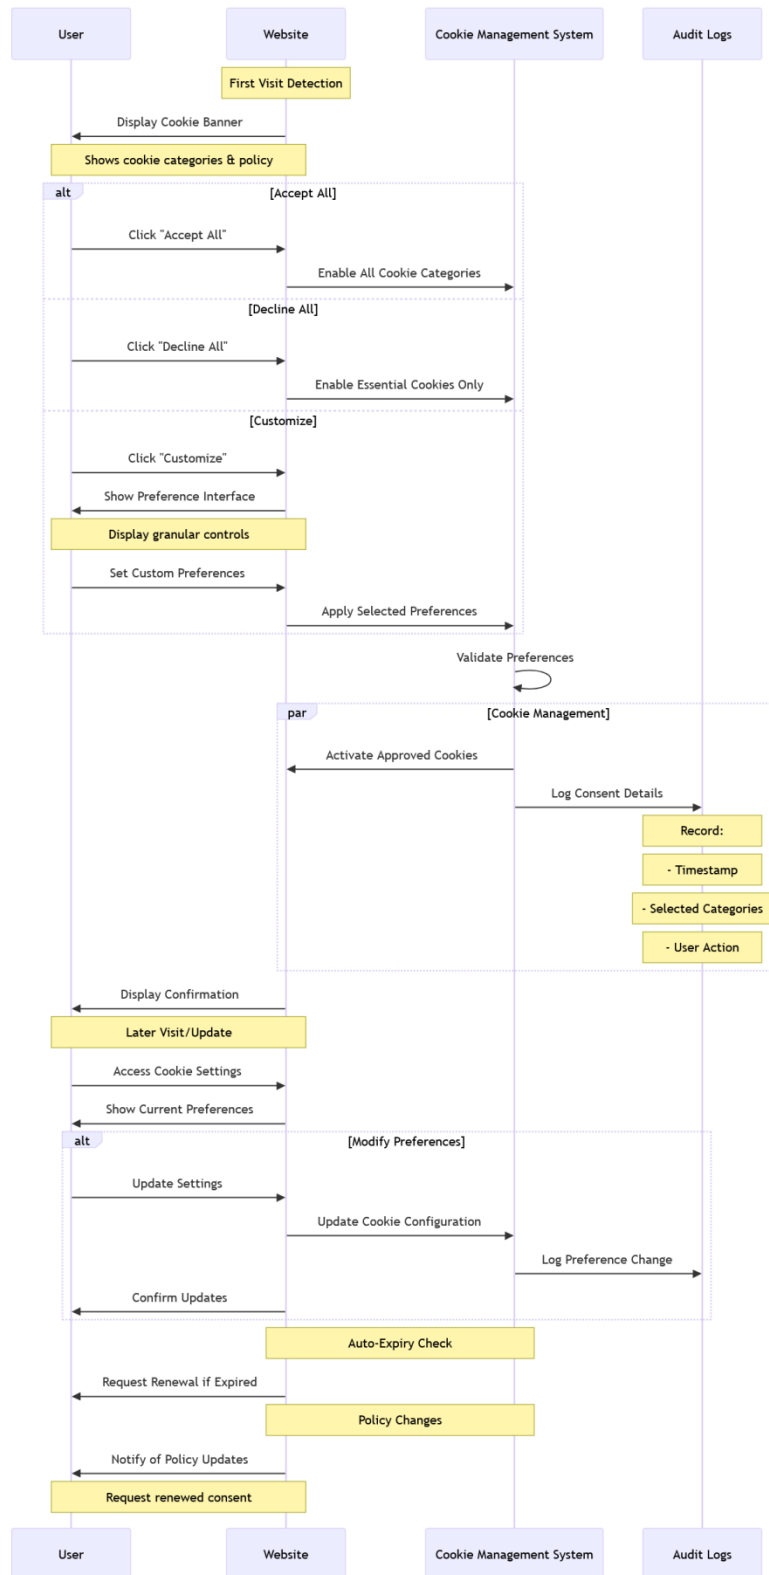 User
Website
Cookie Management System
Audit Logs
First Visit Detection
Display Cookie Banner
Shows cookie categories & policy
alt
[Accept All]
Click "Accept All"
Enable All Cookie Categories
[Decline All]
Click "Decline All"
Enable Essential Cookies Only
[Customize]
Click "Customize"
Show Preference Interface
Display granular controls
Set Custom Preferences
Apply Selected Preferences
Validate Preferences
par
[Cookie Management]
Activate Approved Cookies
Log Consent Details
Record:
- Timestamp
- Selected Categories
- User Action
Display Confirmation
Later Visit/Update
Access Cookie Settings
Show Current Preferences
alt
[Modify Preferences]
Update Settings
Update Cookie Configuration
Log Preference Change
Confirm Updates
Auto-Expiry Check
Request Renewal if Expired
Policy Changes
Notify of Policy Updates
Request renewed consent
User
Website
Cookie Management System
Audit Logs